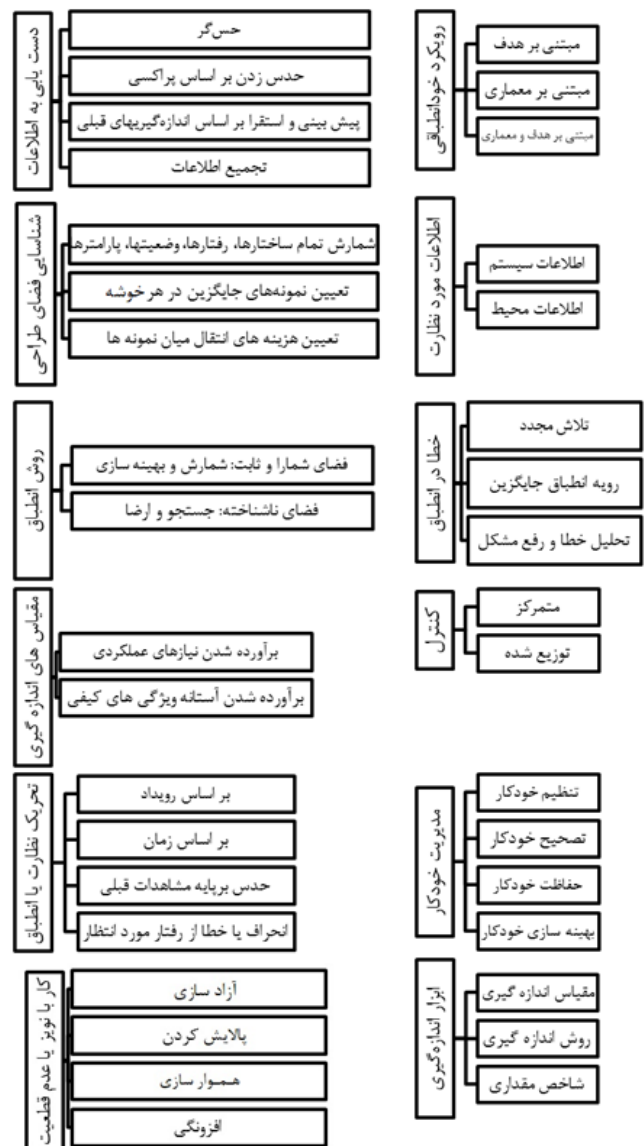 رویکرد خودانطباقی
مبتنی بر هدف
مبتنی بر معماری
مبتنی بر هدف و معماری
اطلاعات مورد نظارت
اطلاعات سیستم
اطلاعات محیط
خطا در انطباق
تلاش مجدد
رویه انطباق جایگزین
تحلیل خطا و رفع مشکل
کنترل
متمرکز
توزیع شده
مدیریت خودکار
تنظیم خودکار
تصحیح خودکار
حفاظت خودکار
بهینه سازی خودکار
ابزار اندازه‌گیری
مقیاس اندازه گیری
روش اندازه گیری
شاخص مقداری
دست یابی به اطلاعات
حس‌گر
حدس زدن بر اساس پراکسی
پیش بینی و استقرا بر اساس اندازه‌گیریهای قبلی
تجمیع اطلاعات
شناسایی فضای طراحی
شمارش تمام ساختارها، رفتارها، وضعیتها، پارامترها
تعیین نمونه‌های جایگزین در هر خوشه
تعیین هزینه های انتقال میان نمونه ها
روش انطباق
فضای شمارا و ثابت: شمارش و بهینه سازی
فضای ناشناخته: جستجو و ارضا
مقیاس های اندازه گیری
برآورده شدن نیازهای عملکردی
برآورده شدن آستانه ویژگی های کیفی
تحریک نظارت یا انطباق
بر اساس رویداد
بر اساس زمان
حدس برپایه مشاهدات قبلی
انحراف یا خطا از رفتار مورد انتظار
کار با نویز یا عدم قطعیت
آزاد سازی
پالایش کردن
همـوار سازی
افزونگی